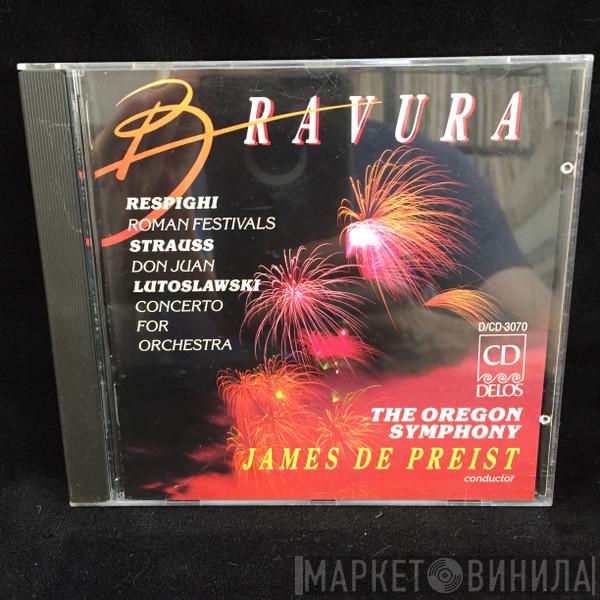 BRAVURA
RESPIGHI
ROMAN FESTIVALS
STRAUSS
DON JUAN
LUTOSLAWSKI
CONCERTO
FOR
ORCHESTRA
D/CD 3070
CD
DELOS
THE OREGON
SYMPHONY
JAMES DE PREIST
conductor
МАРКЕТ ВИНИЛА